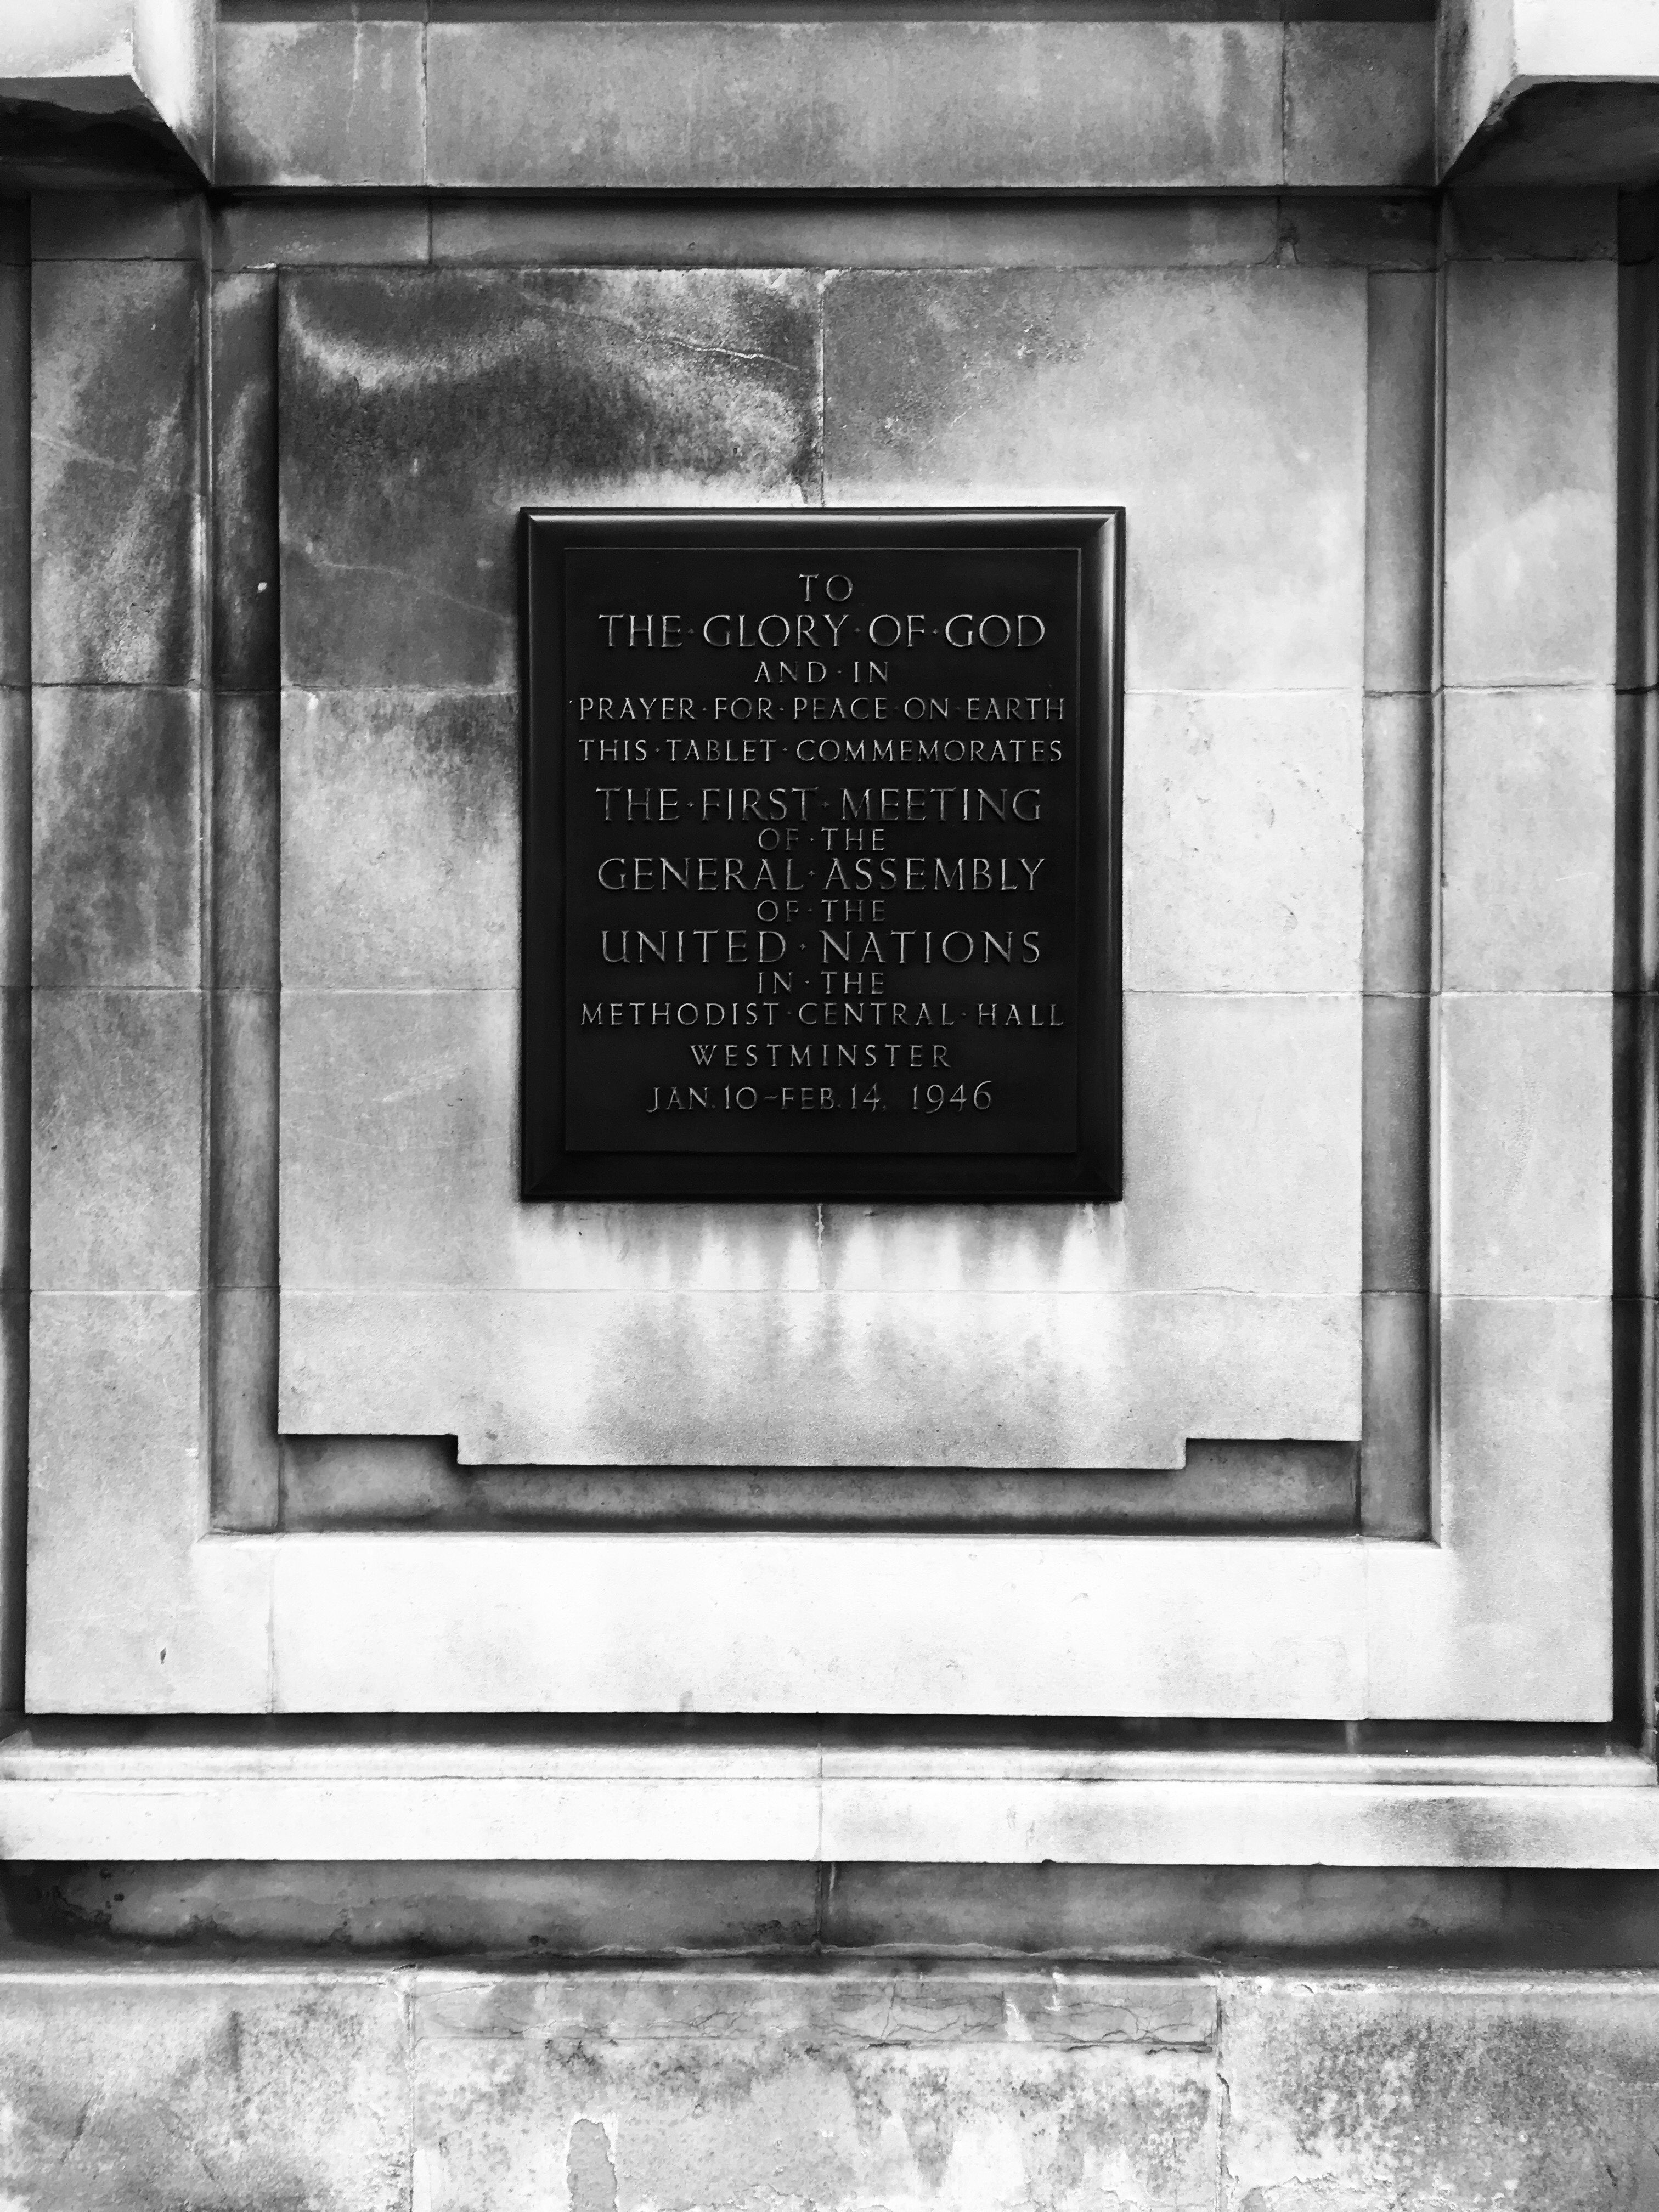 TO
THE·GLORY·OF·GOD
AND·IN
PRAYER·FOR·PEACE·ON·EARTH
THIS·TABLET·COMMEMORATES
THE·FIRST·MEETING
OF·THE
GENERAL·ASSEMBLY
OF·THE
UNITED·NATIONS
IN·THE
METHODIST·CENTRAL·HALL
WESTMINSTER
JAN.10–FEB.14, 1946